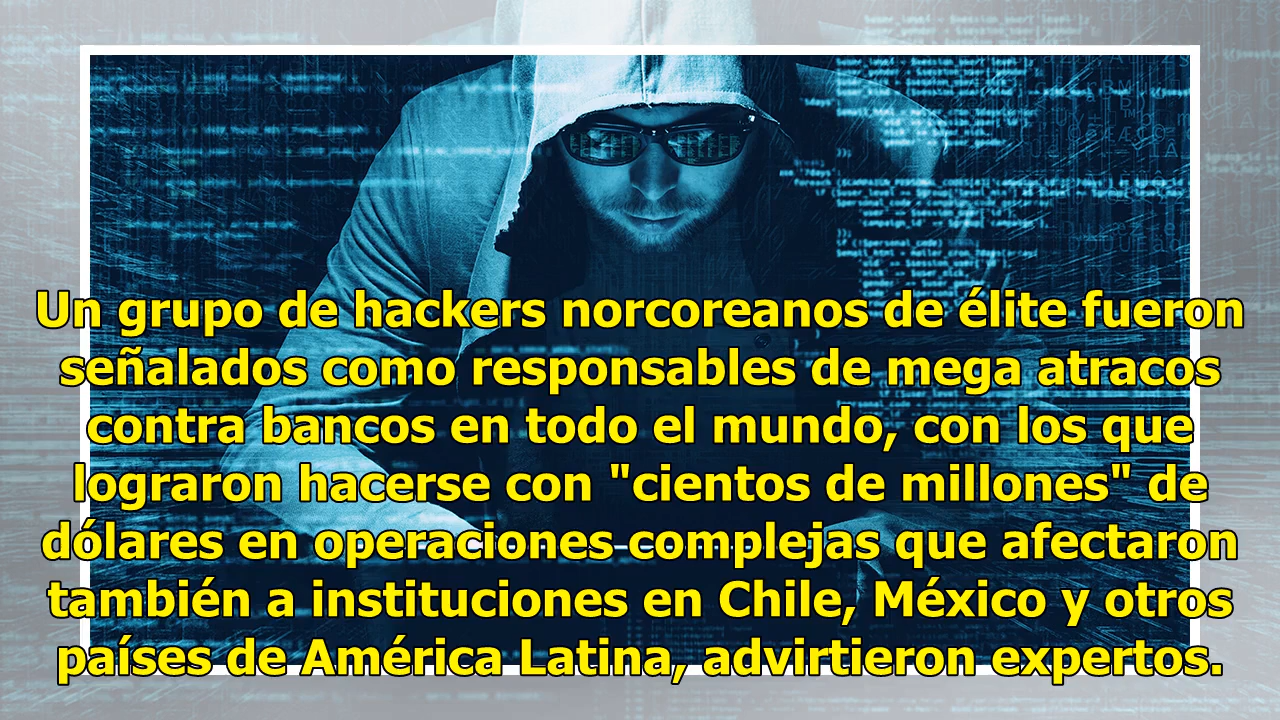 Un grupo de hackers norcoreanos de élite fueron
señalados como responsables de mega atracos
contra bancos en todo el mundo, con los que
lograron hacerse con "cientos de millones" de
dólares en operaciones complejas que afectaron
también a instituciones en Chile, México y otros
países de América Latina, advirtieron expertos.